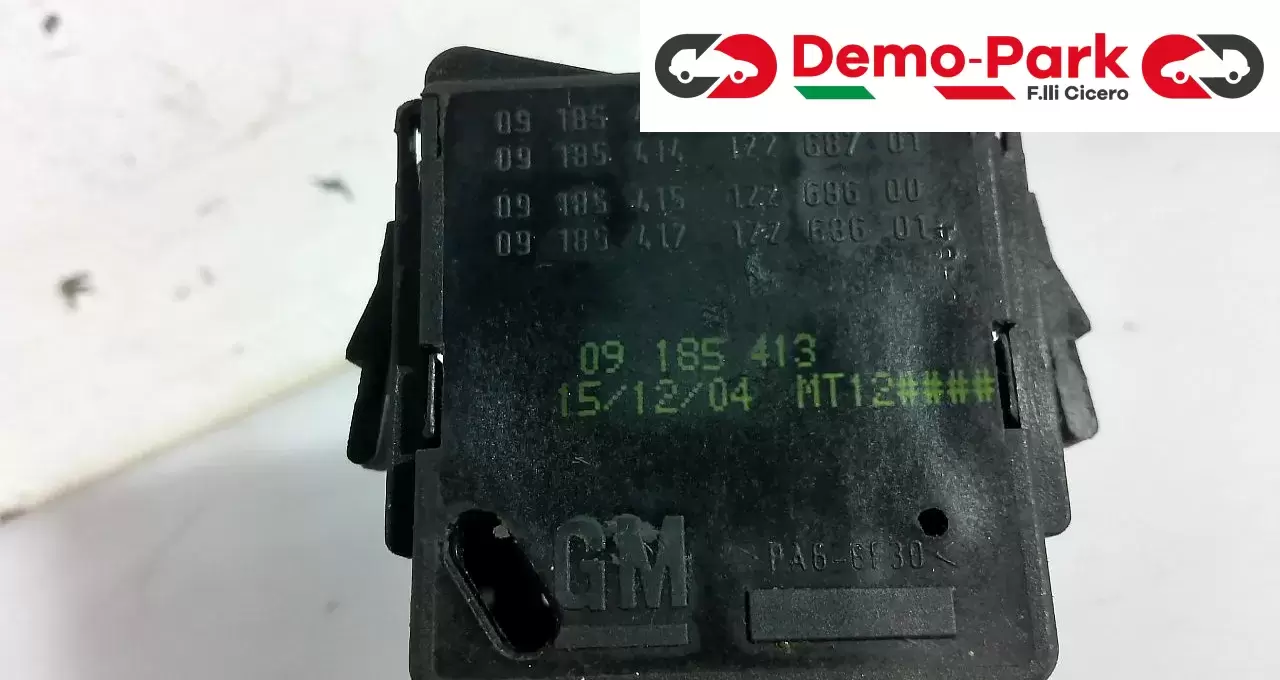 Demo-Park
F.lli Cicero
09 185
09 185 414 122 687 01
09 185 415 122 686 00
09 185 417 122 686 01
09 185 413
15/12/04 MT12####
GM
>PA6-GF30<